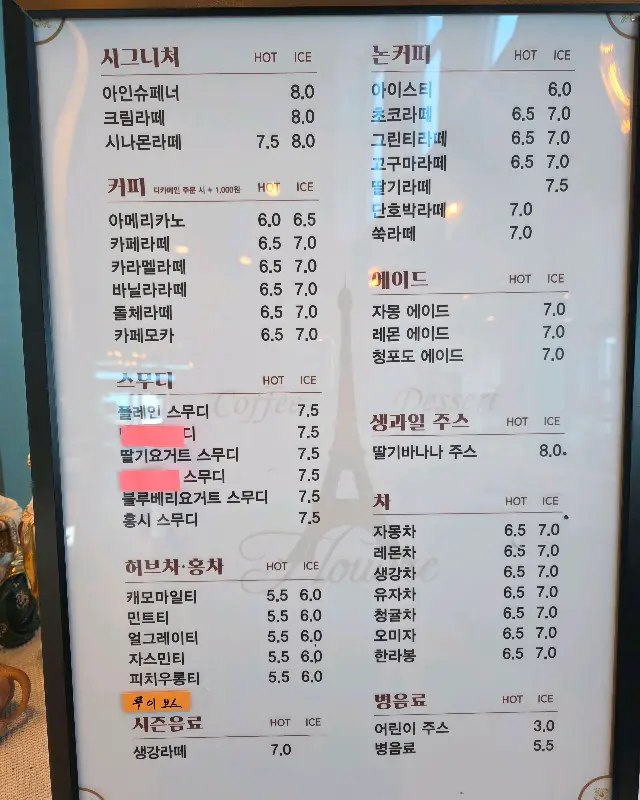 시그니처 HOT ICE
아인슈페너 8.0
크림라떼 8.0
시나몬라떼 7.5 8.0
커피 디카페인 주문 시 + 1,000원 HOT ICE
아메리카노 6.0 6.5
카페라떼 6.5 7.0
카라멜라떼 6.5 7.0
바닐라라떼 6.5 7.0
돌체라떼 6.5 7.0
카페모카 6.5 7.0
스무디 HOT ICE
플레인 스무디 7.5
디 7.5
딸기요거트 스무디 7.5
스무디 7.5
블루베리요거트 스무디 7.5
홍시 스무디 7.5
허브차·홍차 HOT ICE
캐모마일티 5.5 6.0
민트티 5.5 6.0
얼그레이티 5.5 6.0
자스민티 5.5 6.0
피치우롱티 5.5 6.0
루이보스
시즌음료 HOT ICE
생강라떼 7.0
논커피 HOT ICE
아이스티 6.0
초코라떼 6.5 7.0
그린티라떼 6.5 7.0
고구마라떼 6.5 7.0
딸기라떼 7.5
단호박라떼 7.0
쑥라떼 7.0
에이드 HOT ICE
자몽 에이드 7.0
레몬 에이드 7.0
청포도 에이드 7.0
생과일 주스 HOT ICE
딸기바나나 주스 8.0
차 HOT ICE
자몽차 6.5 7.0
레몬차 6.5 7.0
생강차 6.5 7.0
유자차 6.5 7.0
청귤차 6.5 7.0
오미자 6.5 7.0
한라봉 6.5 7.0
병음료 HOT ICE
어린이 주스 3.0
병음료 5.5
Coffee Dessert